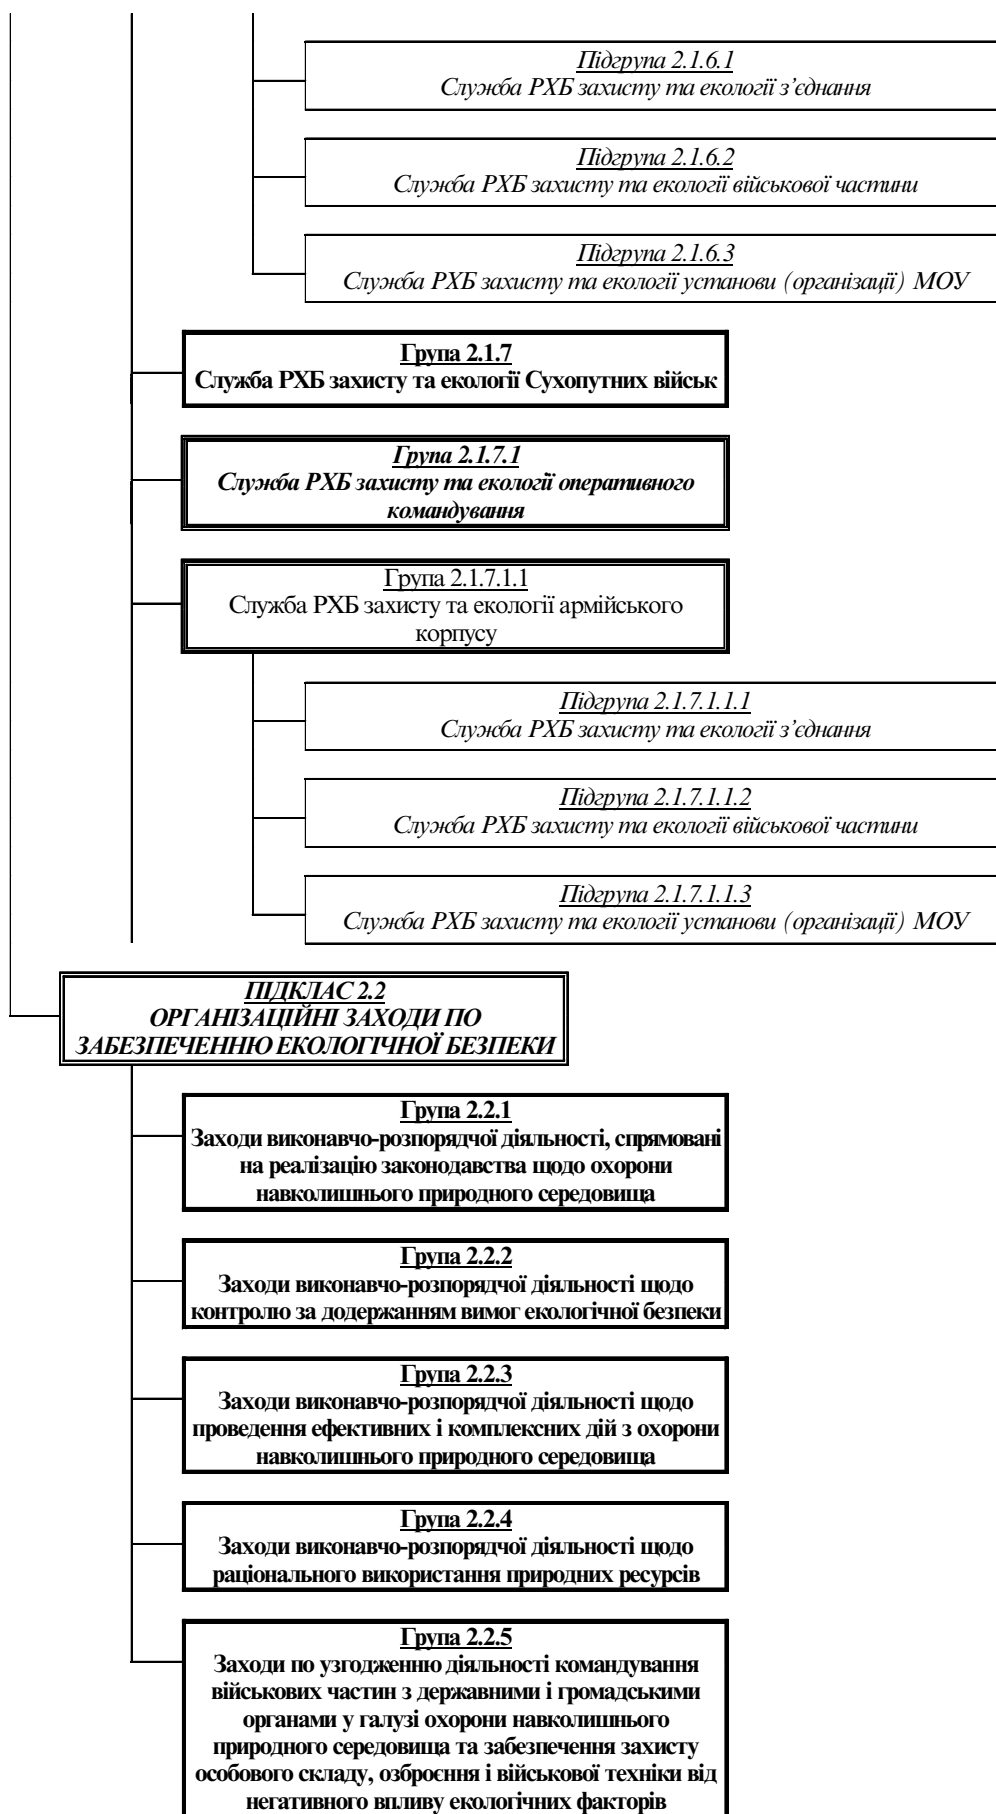 Підгрупа 2.1.6.1
Служба РХБ захисту та екології з’єднання
Підгрупа 2.1.6.2
Служба РХБ захисту та екології військової частини
Підгрупа 2.1.6.3
Служба РХБ захисту та екології установи (організації) МОУ
Група 2.1.7
Служба РХБ захисту та екології Сухопутних військ
Група 2.1.7.1
Служба РХБ захисту та екології оперативного
командування
Група 2.1.7.1.1
Служба РХБ захисту та екології армійського
корпусу
Підгрупа 2.1.7.1.1.1
Служба РХБ захисту та екології з’єднання
Підгрупа 2.1.7.1.1.2
Служба РХБ захисту та екології військової частини
Підгрупа 2.1.7.1.1.3
Служба РХБ захисту та екології установи (організації) МОУ
ПІДКЛАС 2.2
ОРГАНІЗАЦІЙНІ ЗАХОДИ ПО
ЗАБЕЗПЕЧЕННЮ ЕКОЛОГІЧНОЇ БЕЗПЕКИ
Група 2.2.1
Заходи виконавчо-розпорядчої діяльності, спрямовані
на реалізацію законодавства щодо охорони
навколишнього природного середовища
Група 2.2.2
Заходи виконавчо-розпорядчої діяльності щодо
контролю за додержанням вимог екологічної безпеки
Група 2.2.3
Заходи виконавчо-розпорядчої діяльності щодо
проведення ефективних і комплексних дій з охорони
навколишнього природного середовища
Група 2.2.4
Заходи виконавчо-розпорядчої діяльності щодо
раціонального використання природних ресурсів
Група 2.2.5
Заходи по узгодженню діяльності командування
військових частин з державними і громадськими
органами у галузі охорони навколишнього
природного середовища та забезпечення захисту
особового складу, озброєння і військової техніки від
негативного впливу екологічних факторів